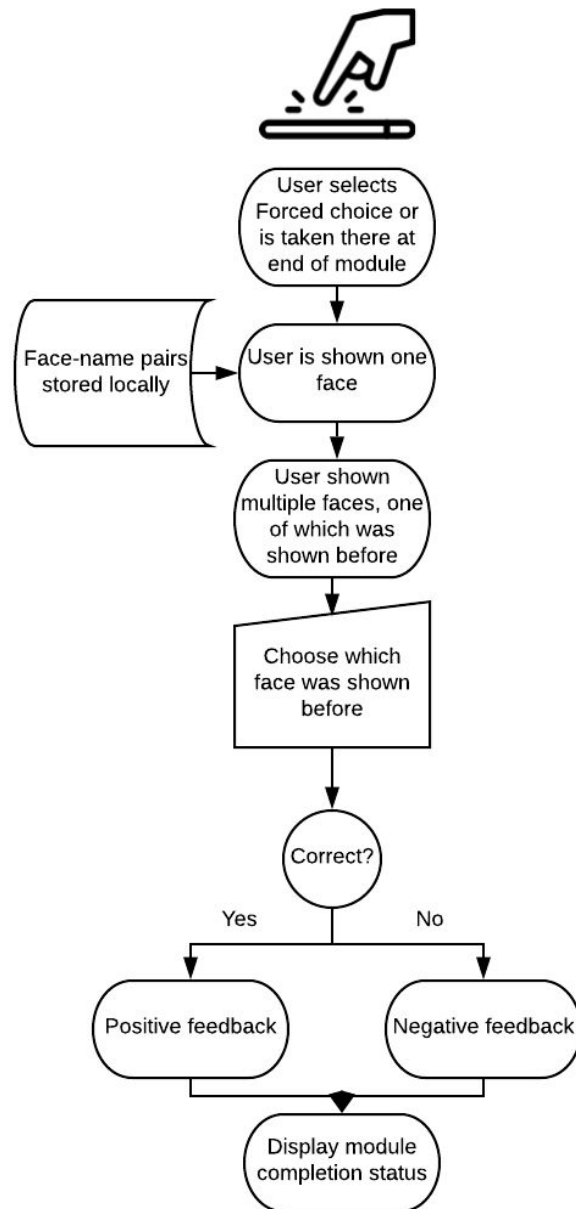 User selects
Forced choice or
is taken there at
end of module
Face-name pairs
stored locally
User is shown one
face
User shown
multiple faces, one
of which was
shown before
Choose which
face was shown
before
Correct?
Yes
No
Positive feedback
Negative feedback
Display module
completion status